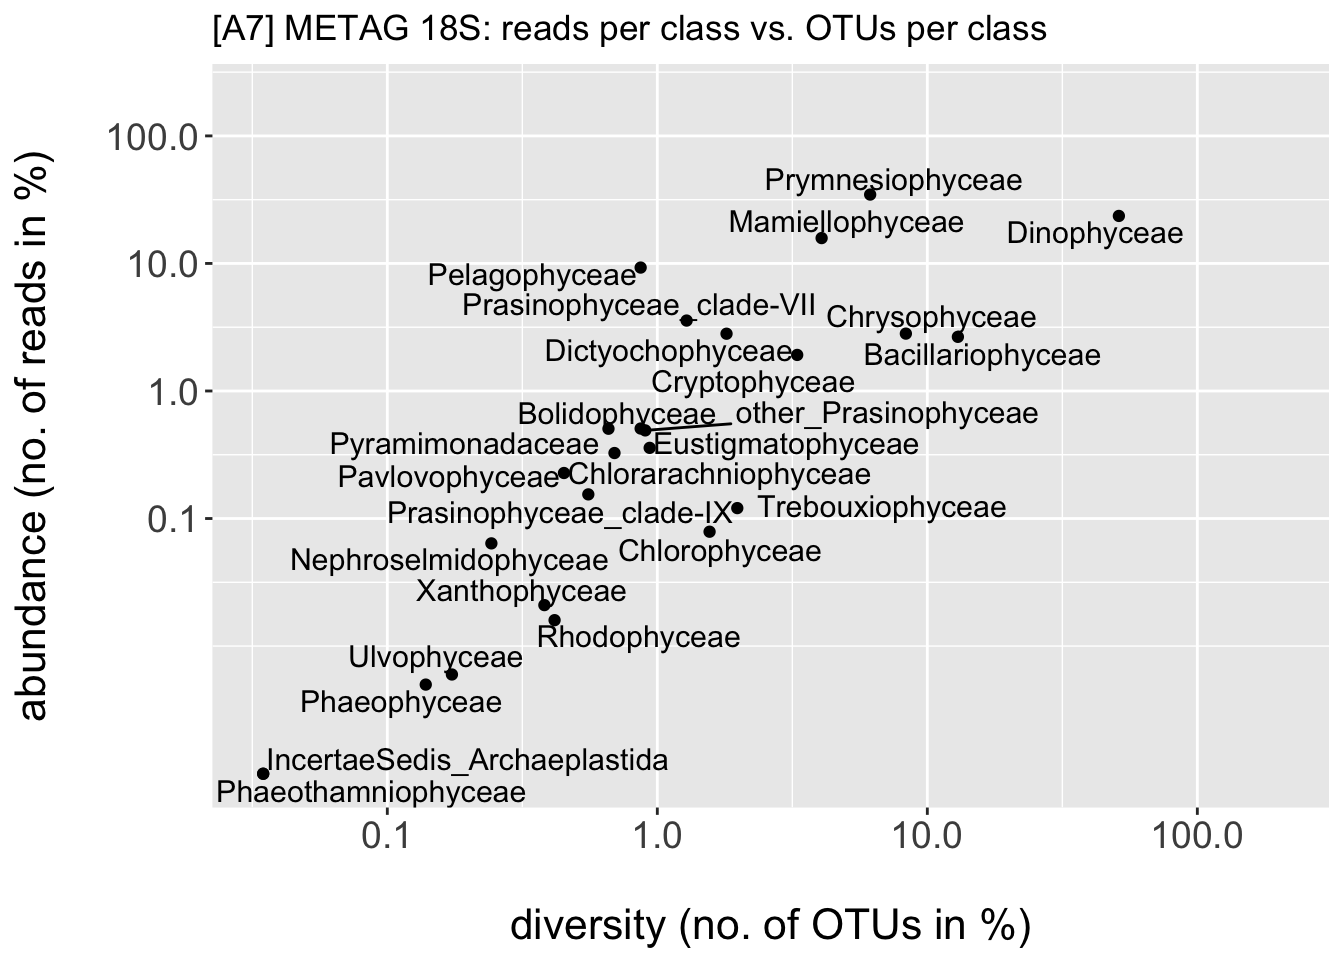 [A7] METAG 18S: reads per class vs. OTUs per class
abundance (no. of reads in %)
100.0
10.0
1.0
0.1
Prymnesiophyceae
Mamiellophyceae
Dinophyceae
Pelagophyceae
Prasinophyceae_clade-VII
Chrysophyceae
Dictyochophyceae
Bacillariophyceae
Cryptophyceae
Bolidophyceae
other_Prasinophyceae
Pyramimonadaceae
Eustigmatophyceae
Pavlovophyceae
Chlorarachniophyceae
Prasinophyceae_clade-IX
Trebouxiophyceae
Chlorophyceae
Nephroselmidophyceae
Xanthophyceae
Rhodophyceae
Ulvophyceae
Phaeophyceae
IncertaeSedis_Archaeplastida
Phaeothamniophyceae
0.1
1.0
10.0
100.0
diversity (no. of OTUs in %)